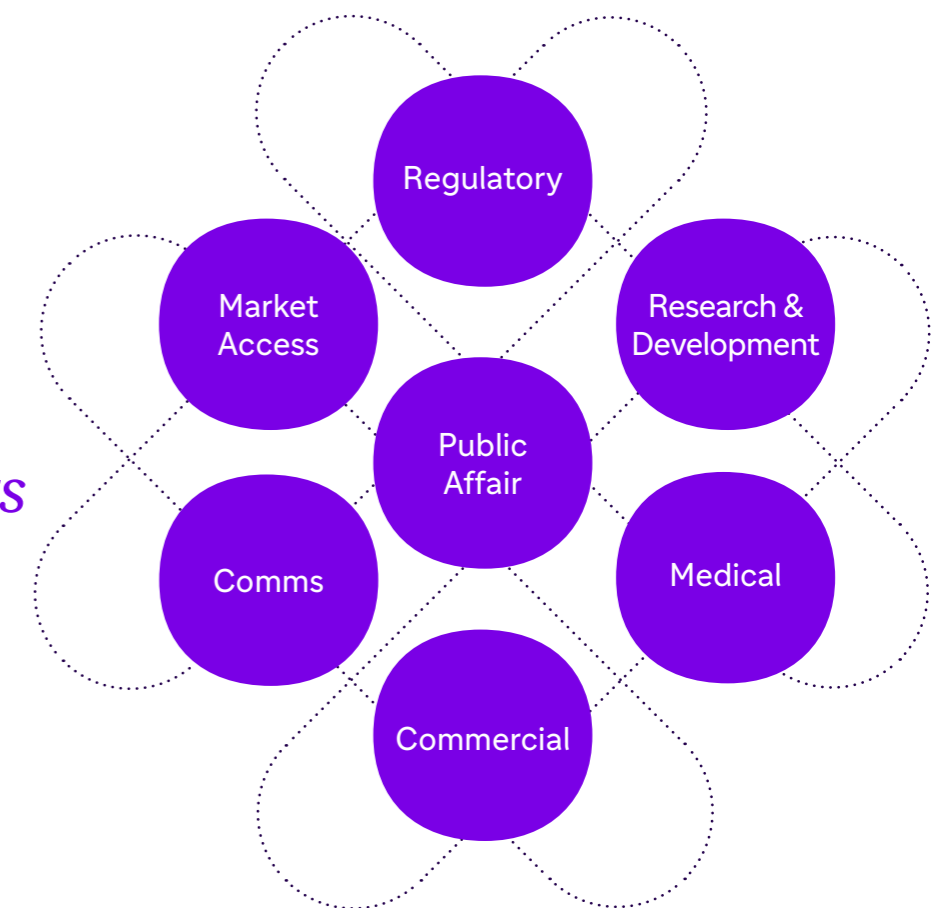 Regulatory
Market
Access
Research &
Development
Public
Affair
Comms
Medical
Commercial